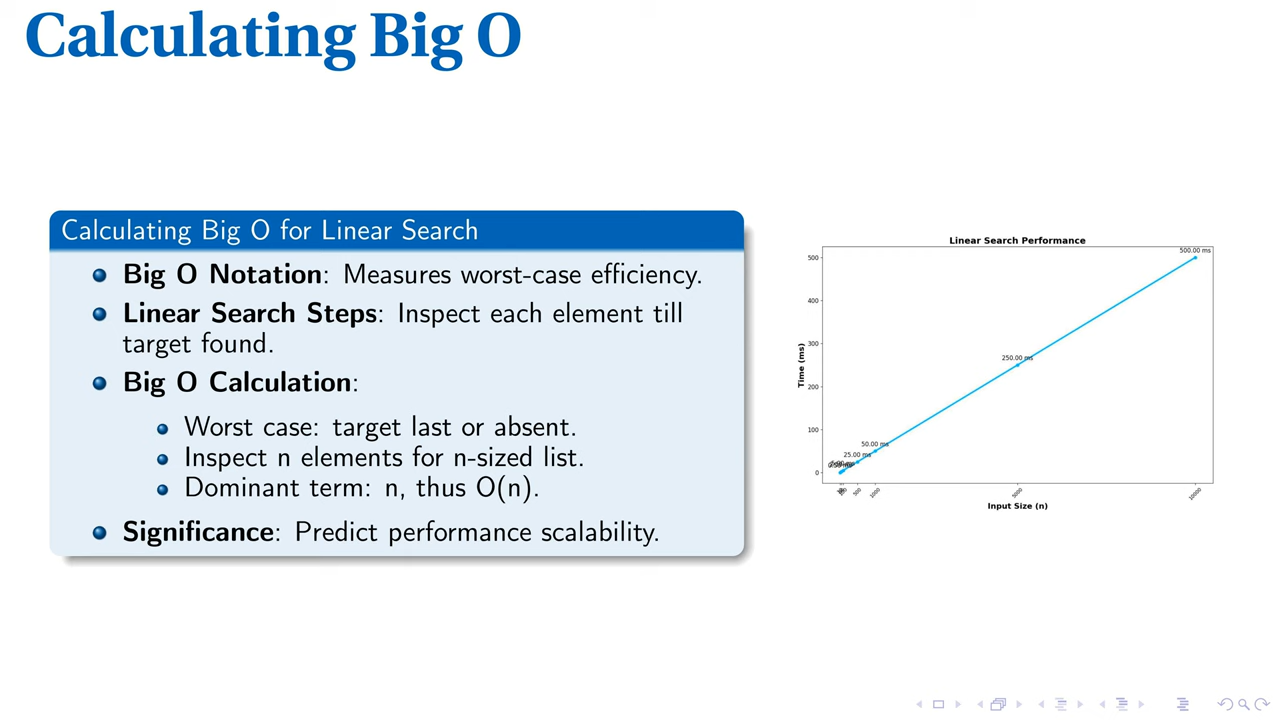 Calculating Big O
Calculating Big O for Linear Search
Big O Notation: Measures worst-case efficiency.
Linear Search Steps: Inspect each element till
target found.
Big O Calculation:
Worst case: target last or absent.
Inspect n elements for n-sized list.
Dominant term: n, thus O(n).
Significance: Predict performance scalability.
Linear Search Performance
500.00 ms
250.00 ms
50.00 ms
25.00 ms
500
400
300
200
100
0
Time (ms)
500
1000
5000
10000
Input Size (n)